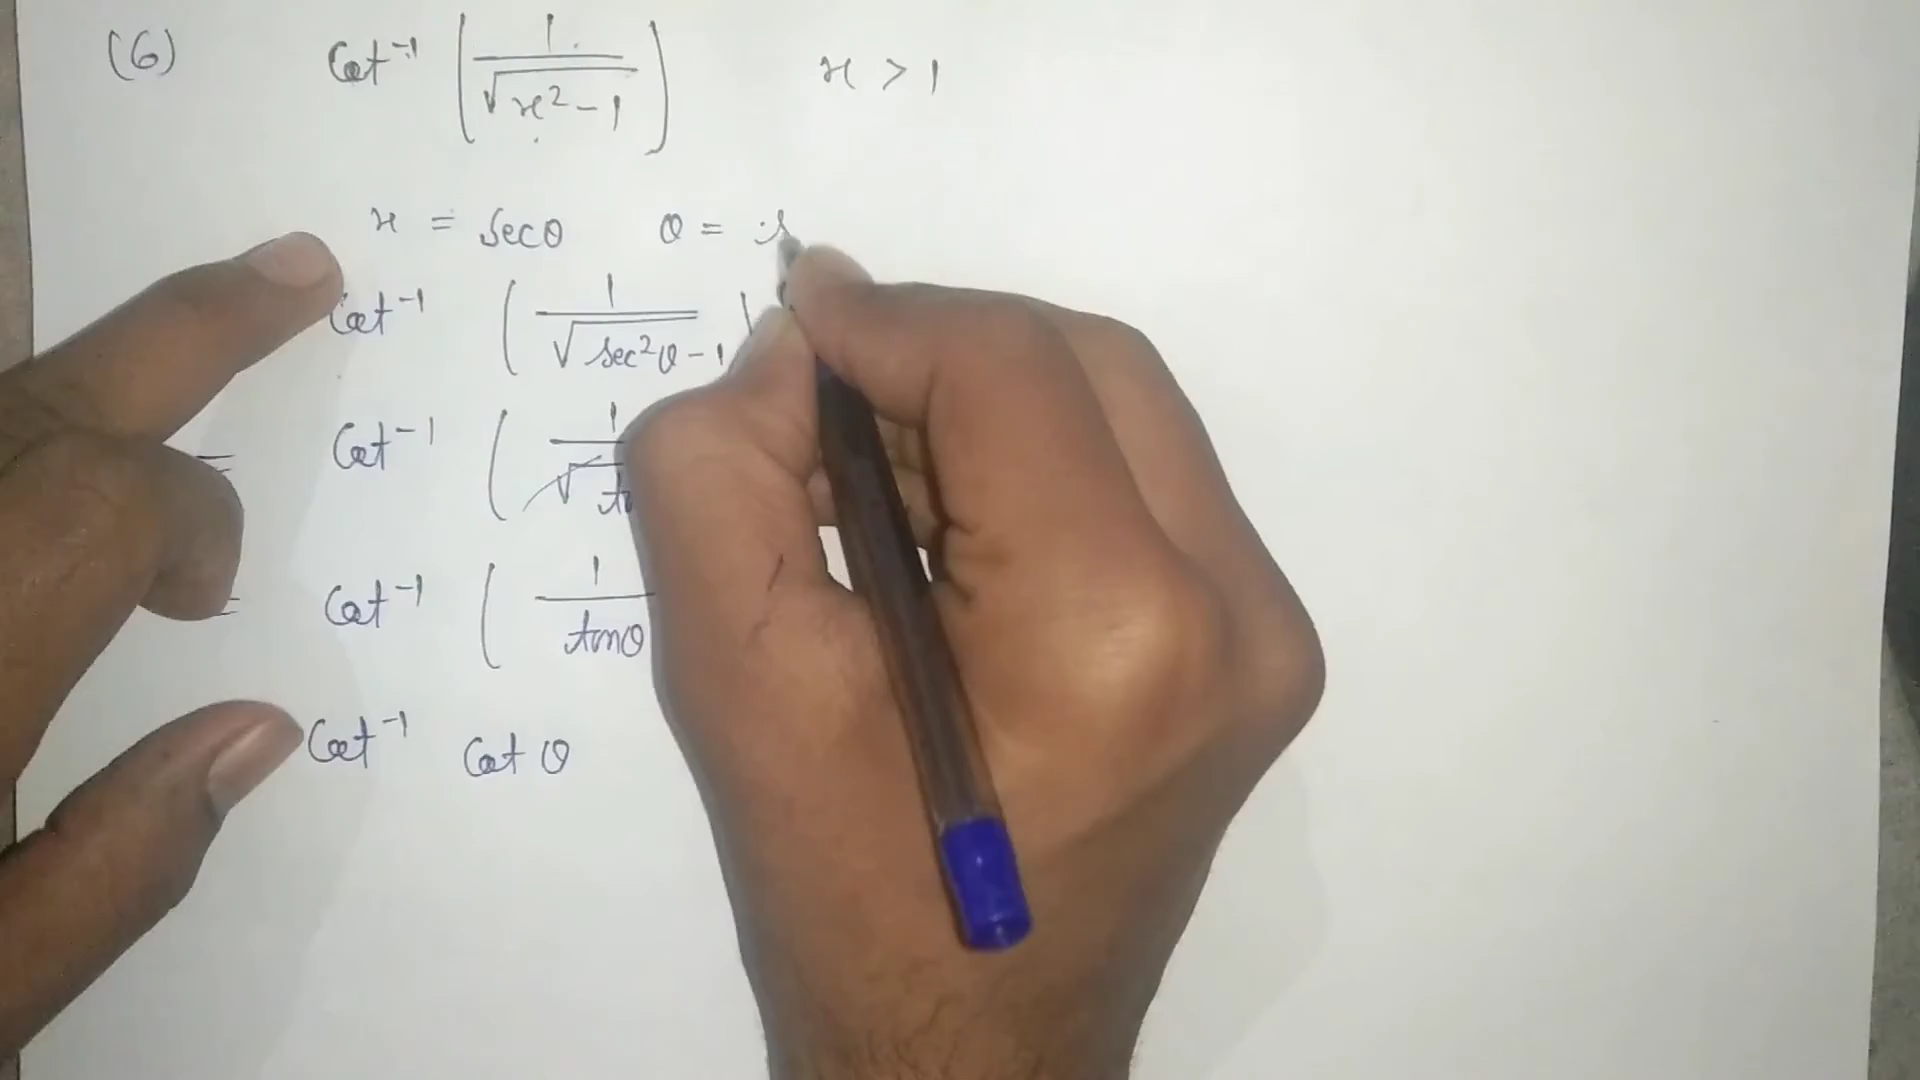 (6) Cot⁻¹ (1/√(x² - 1)) x > 1
x = Secθ θ = s
Cot⁻¹ (1/√(sec²θ - 1))
= Cot⁻¹ (1/√
= Cot⁻¹ (1/tanθ
Cot⁻¹ Cot θ